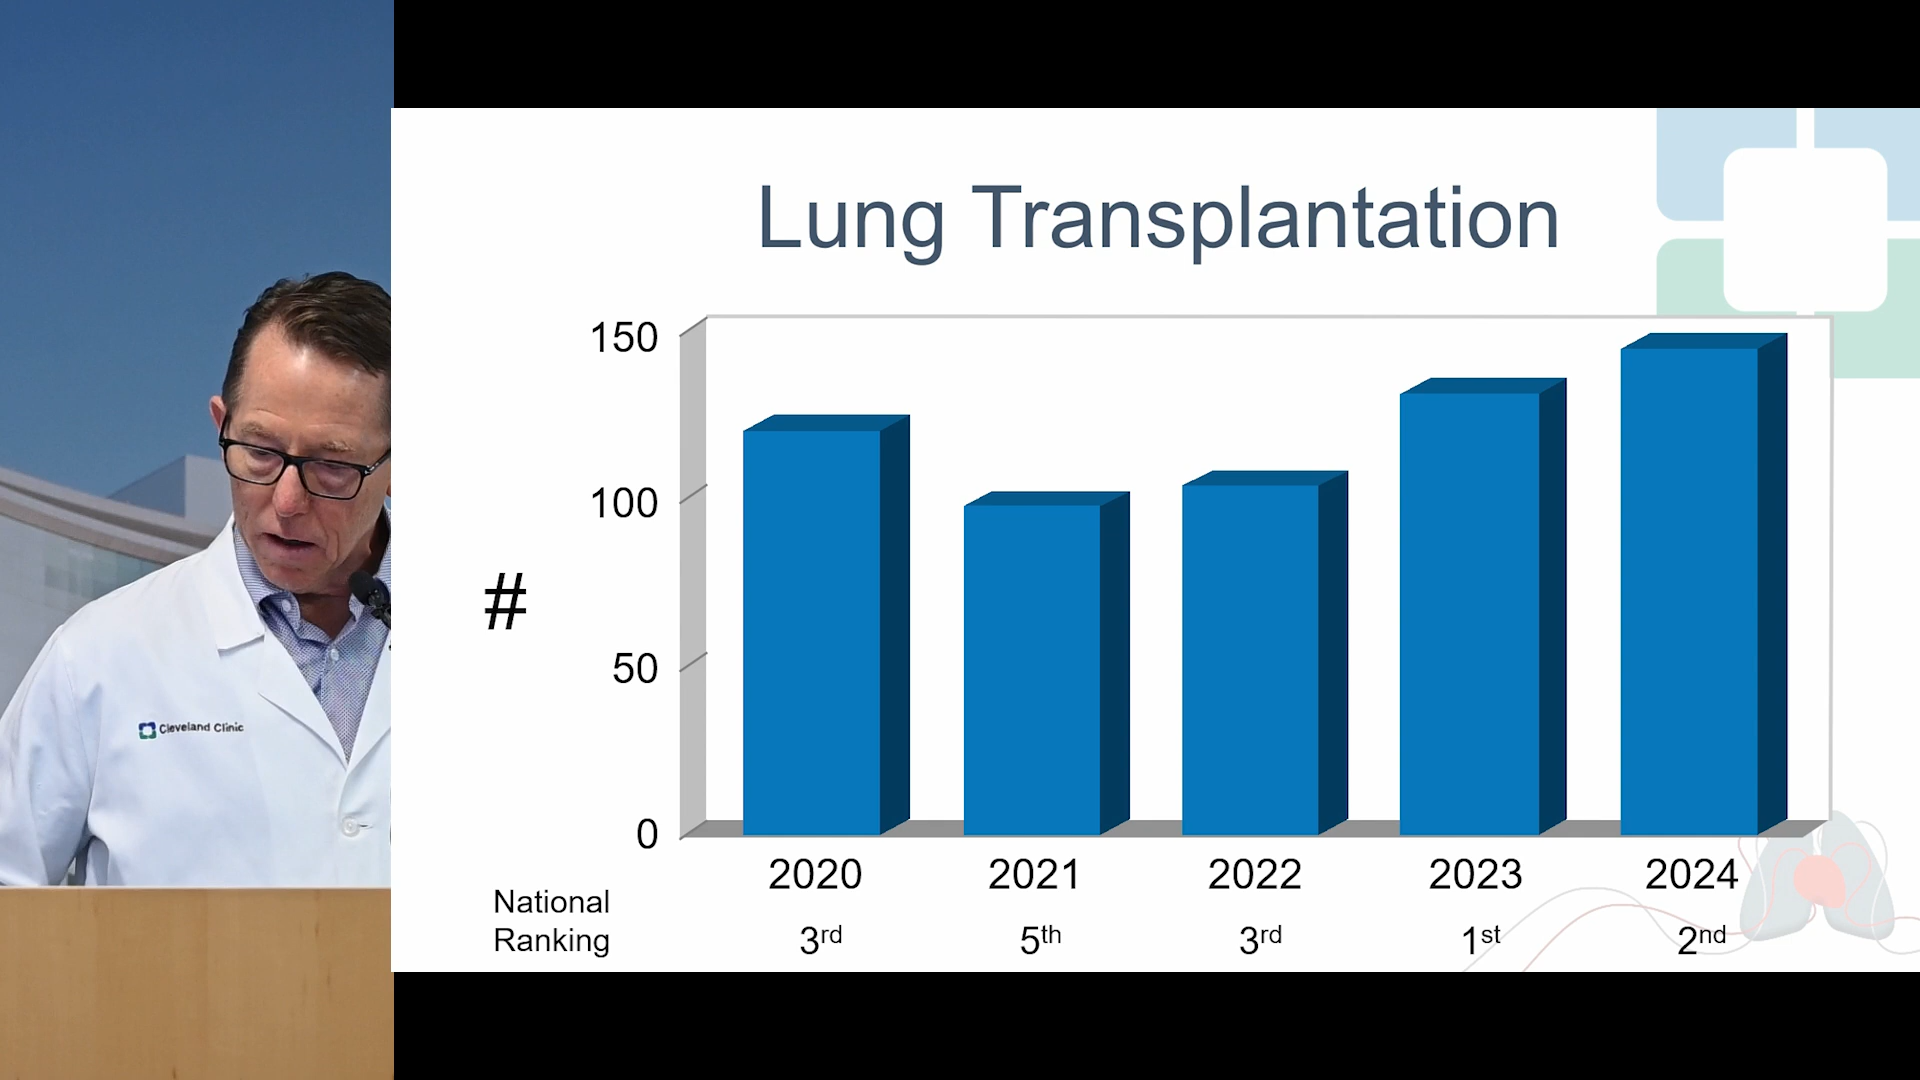 Lung Transplantation
150
100
50
0
#
2020 2021 2022 2023 2024
National
Ranking
3rd 5th 3rd 1st 2nd
Cleveland Clinic